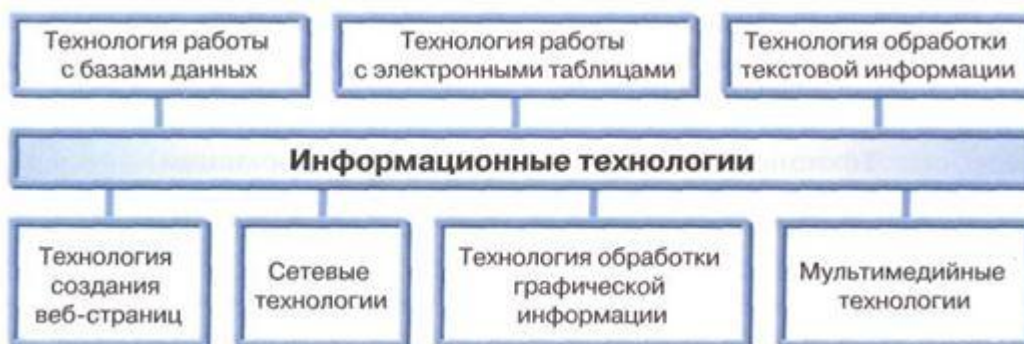 Технология работы
с базами данных
Технология работы
с электронными таблицами
Технология обработки
текстовой информации
Информационные технологии
Технология
создания
веб-страниц
Сетевые
технологии
Технология обработки
графической
информации
Мультимедийные
технологии